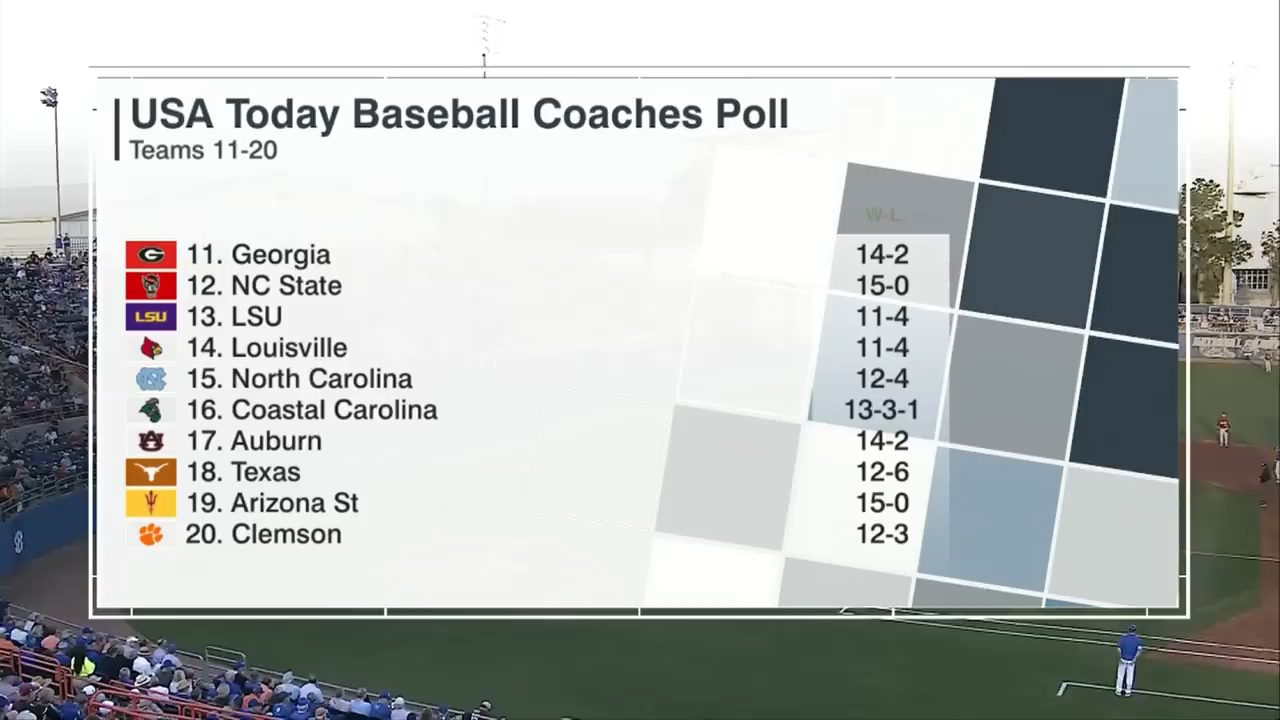 USA Today Baseball Coaches Poll
Teams 11-20
W-L
11. Georgia 14-2
12. NC State 15-0
LSU 13. LSU 11-4
14. Louisville 11-4
15. North Carolina 12-4
16. Coastal Carolina 13-3-1
17. Auburn 14-2
18. Texas 12-6
19. Arizona St 15-0
20. Clemson 12-3